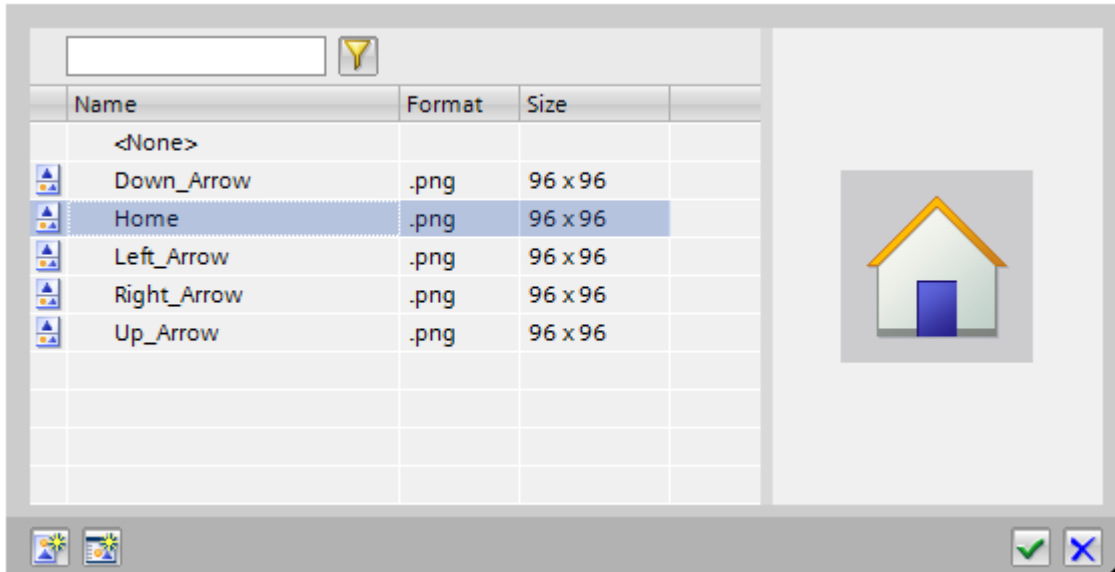 Name Format Size
<None>
Down_Arrow .png 96 x 96
Home .png 96 x 96
Left_Arrow .png 96 x 96
Right_Arrow .png 96 x 96
Up_Arrow .png 96 x 96